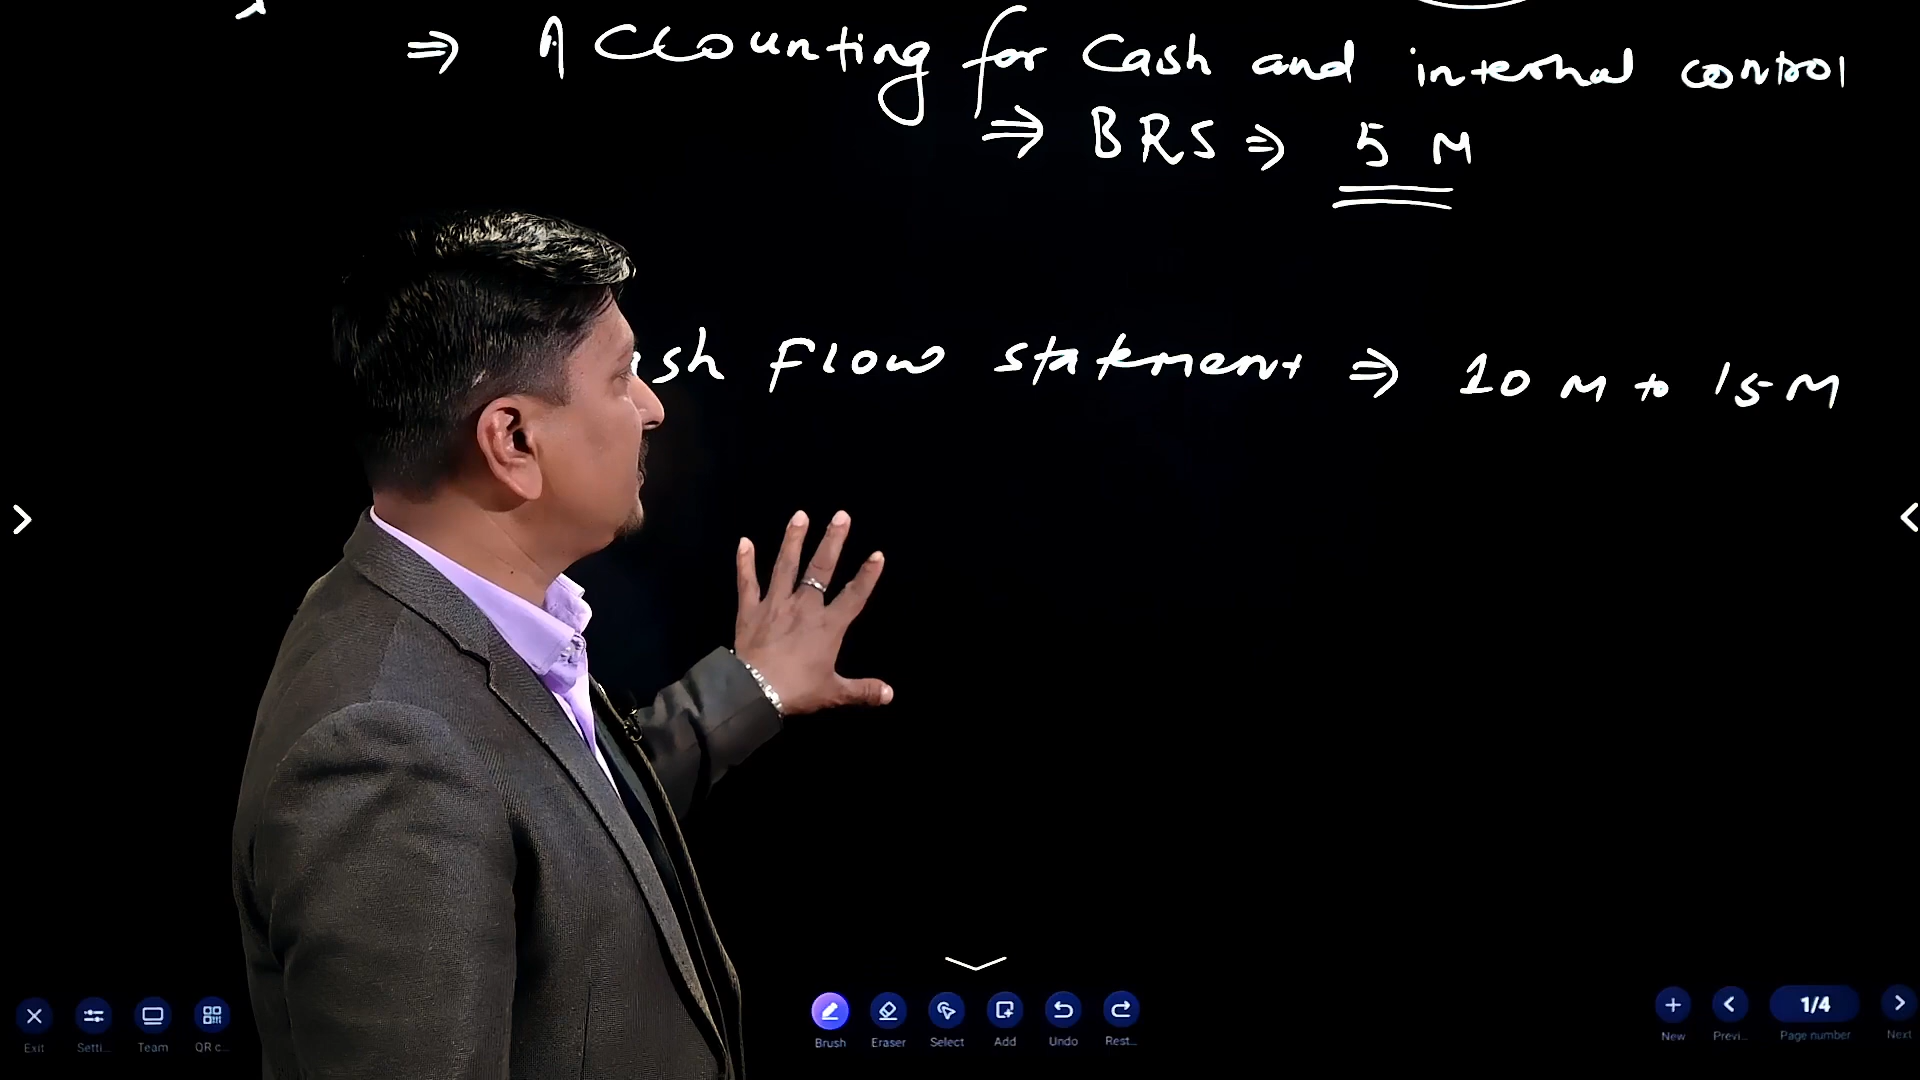 ⇒ Accounting for Cash and internal control
⇒ BRS ⇒ 5 M
ash flow statement ⇒ 10 M to 15 M
Exit
Setti...
Team
QR c...
Brush
Eraser
Select
Add
Undo
Rest...
New
Previ...
1/4
Page number
Next